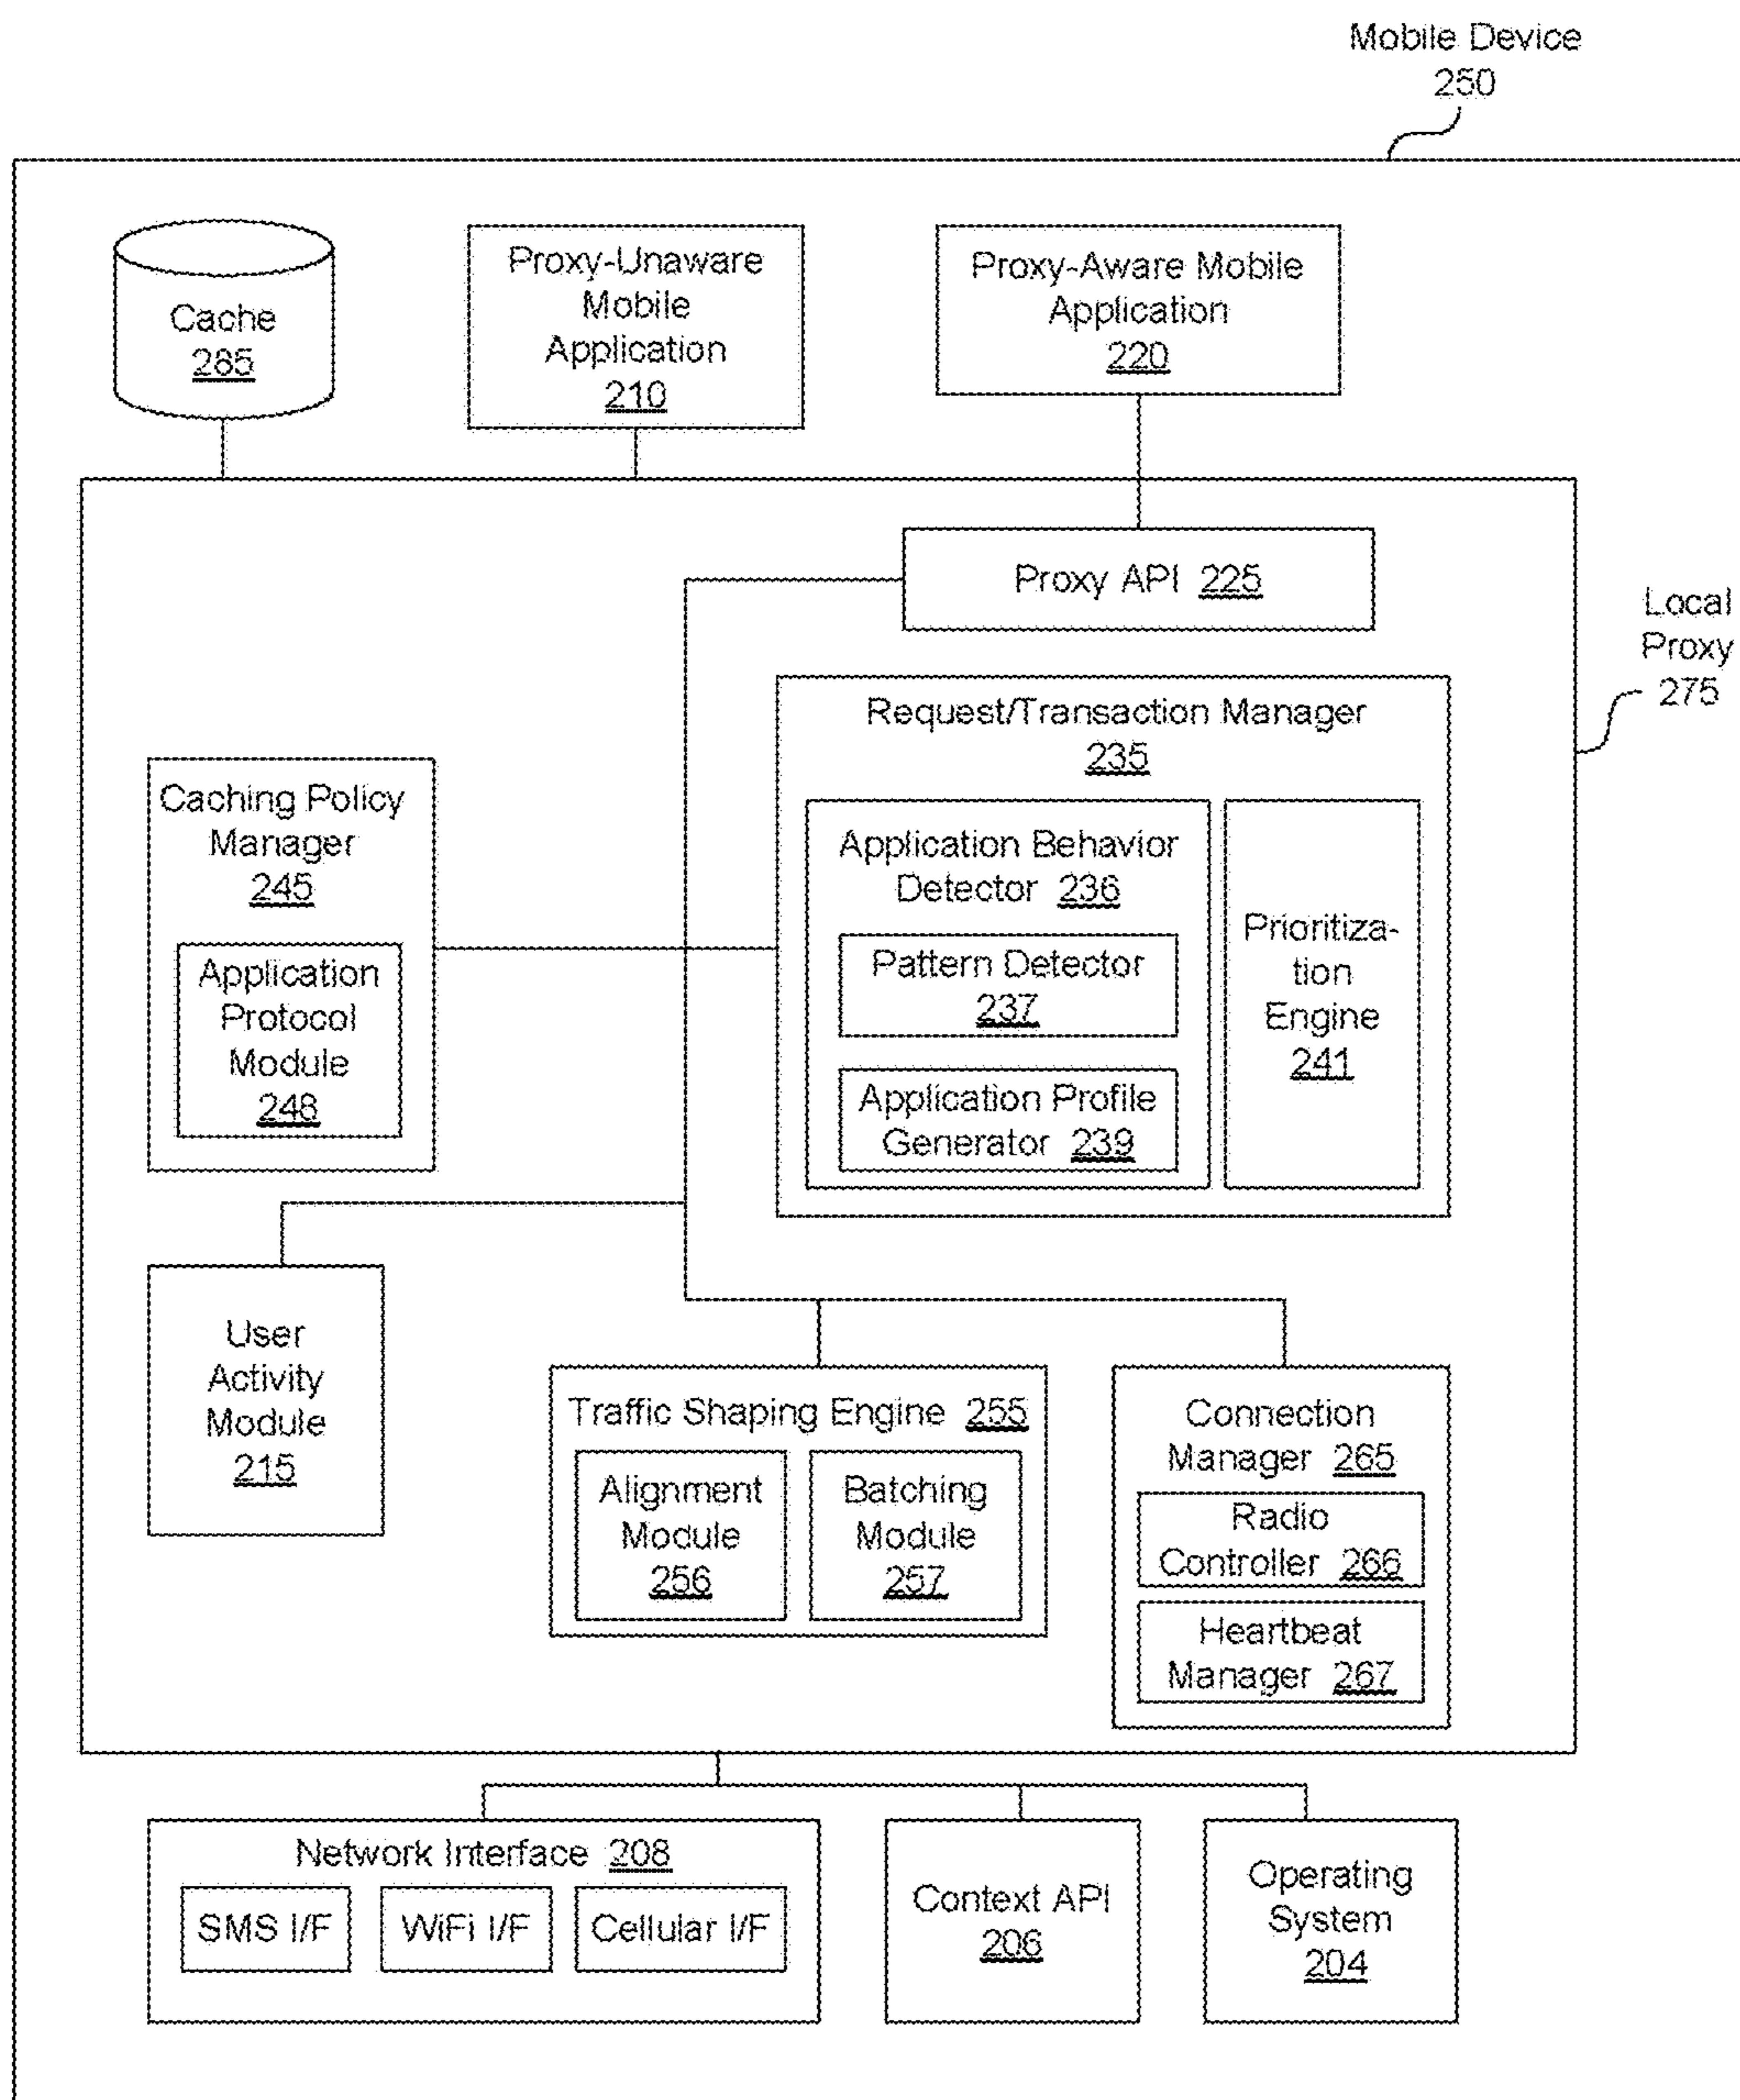 Mobile Device
250
Cache
285
Proxy-Unaware
Mobile
Application
210
Proxy-Aware Mobile
Application
220
Proxy API 225
Local
Proxy
275
Request/Transaction Manager
235
Caching Policy
Manager
245
Application
Protocol
Module
248
Application Behavior
Detector 236
Pattern Detector
237
Application Profile
Generator 239
Prioritiza-
tion
Engine
241
User
Activity
Module
215
Traffic Shaping Engine 255
Alignment
Module
256
Batching
Module
257
Connection
Manager 265
Radio
Controller 266
Heartbeat
Manager 267
Network Interface 208
SMS I/F
WiFi I/F
Cellular I/F
Context API
206
Operating
System
204